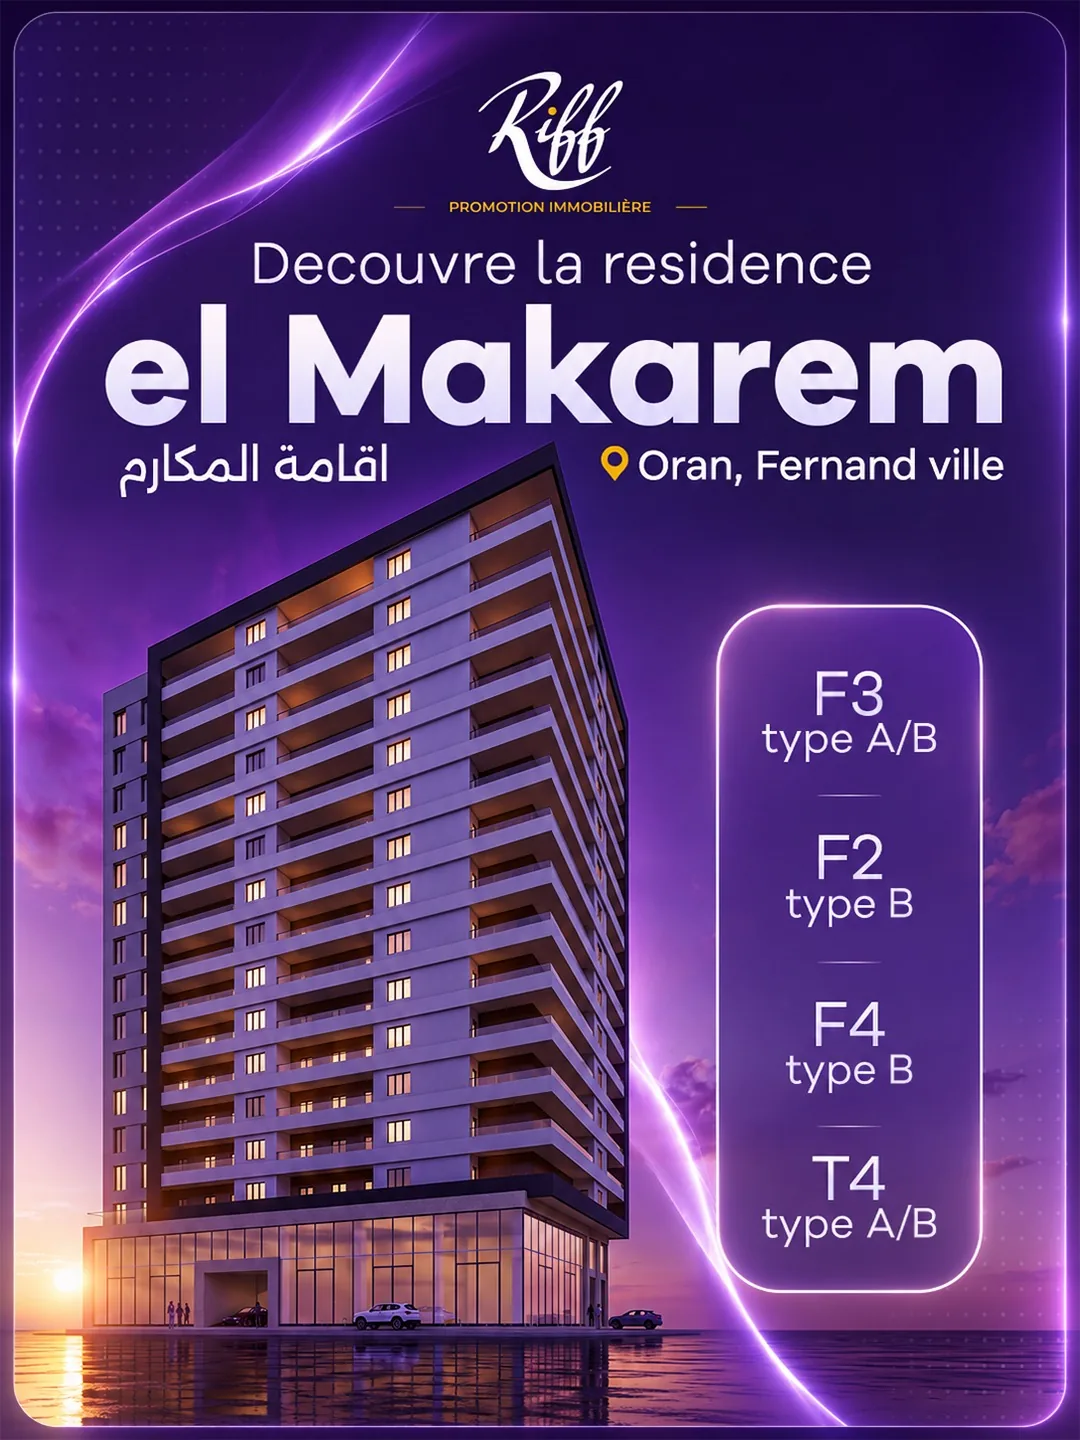 Riff
PROMOTION IMMOBILIÈRE
Decouvre la residence
el Makarem
اقامة المكارم
Oran, Fernand ville
F3
type A/B
F2
type B
F4
type B
T4
type A/B